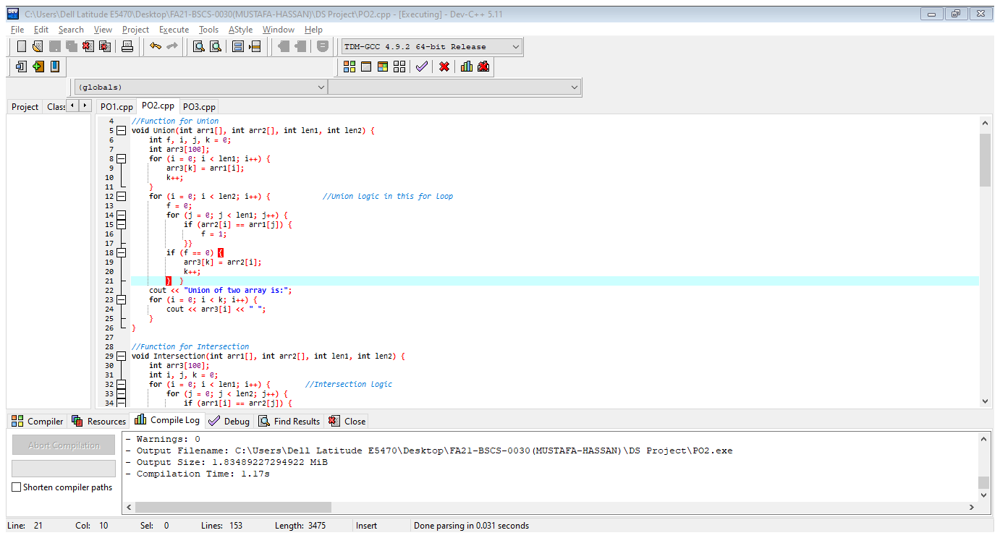 DEV C:\Users\Dell Latitude E5470\Desktop\FA21-BSCS-0030(MUSTAFA-HASSAN)\DS Project\PO2.cpp - [Executing] - Dev-C++ 5.11
File Edit Search View Project Execute Tools AStyle Window Help
TDM-GCC 4.9.2 64-bit Release
(globals)
Project Class PO1.cpp PO2.cpp PO3.cpp
4 //Function for Union
5 void Union(int arr1[], int arr2[], int len1, int len2) {
6 int f, i, j, k = 0;
7 int arr3[100];
8 for (i = 0; i < len1; i++) {
9 arr3[k] = arr1[i];
10 k++;
11 }
12 for (i = 0; i < len2; i++) { //Union Logic in this for Loop
13 f = 0;
14 for (j = 0; j < len1; j++) {
15 if (arr2[i] == arr1[j]) {
16 f = 1;
17 }}
18 if (f == 0) {
19 arr3[k] = arr2[i];
20 k++;
21 } }
22 cout << "Union of two array is:";
23 for (i = 0; i < k; i++) {
24 cout << arr3[i] << " ";
25 }
26 }
27
28 //Function for Intersection
29 void Intersection(int arr1[], int arr2[], int len1, int len2) {
30 int arr3[100];
31 int i, j, k = 0;
32 for (i = 0; i < len1; i++) { //Intersection logic
33 for (j = 0; j < len2; j++) {
34 if (arr1[i] == arr2[j]) {
Compiler Resources Compile Log Debug Find Results Close
Abort Compilation
Shorten compiler paths
- Warnings: 0
- Output Filename: C:\Users\Dell Latitude E5470\Desktop\FA21-BSCS-0030(MUSTAFA-HASSAN)\DS Project\PO2.exe
- Output Size: 1.83489227294922 MiB
- Compilation Time: 1.17s
Line: 21 Col: 10 Sel: 0 Lines: 153 Length: 3475 Insert Done parsing in 0.031 seconds